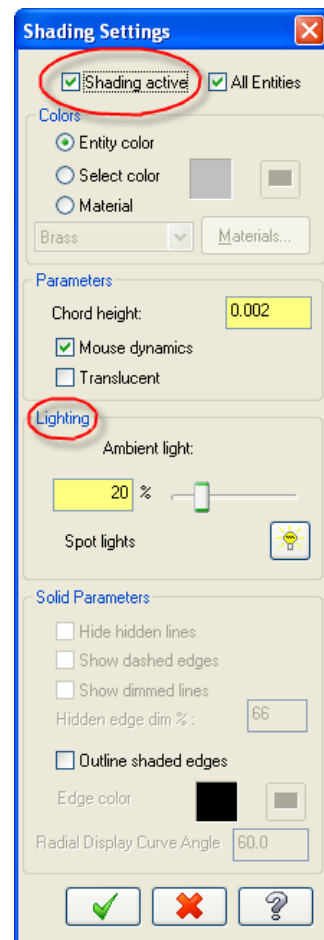 Shading Settings
Shading active All Entities
Colors
Entity color
Select color
Material
Brass Materials...
Parameters
Chord height: 0.002
Mouse dynamics
Translucent
Lighting
Ambient light:
20 %
Spot lights
Solid Parameters
Hide hidden lines
Show dashed edges
Show dimmed lines
Hidden edge dim % : 66
Outline shaded edges
Edge color
Radial Display Curve Angle 60.0